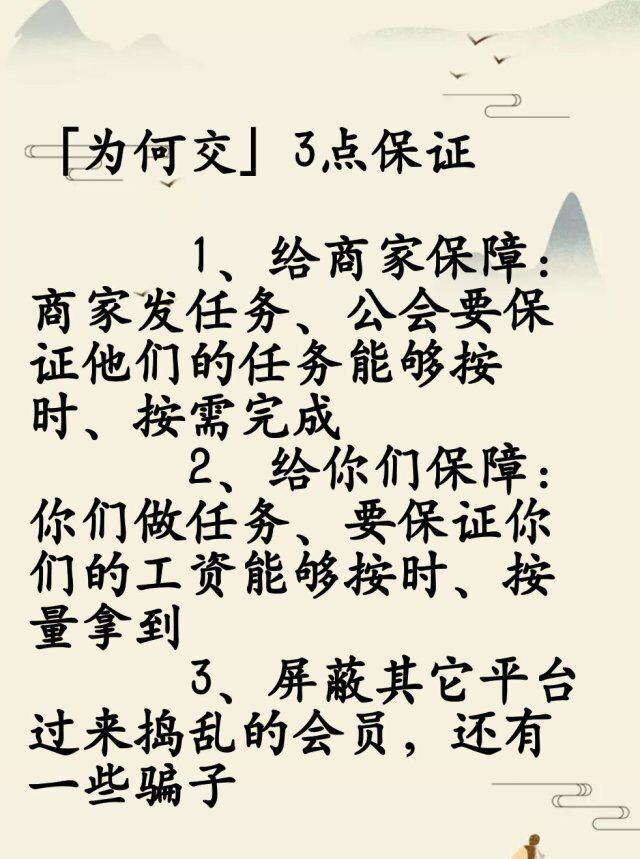 「为何交」3点保证
1、给商家保障：
商家发任务、公会要保
证他们的任务能够按
时、按需完成
2、给你们保障：
你们做任务、要保证你
们的工资能够按时、按
量拿到
3、屏蔽其它平台
过来捣乱的会员，还有
一些骗子